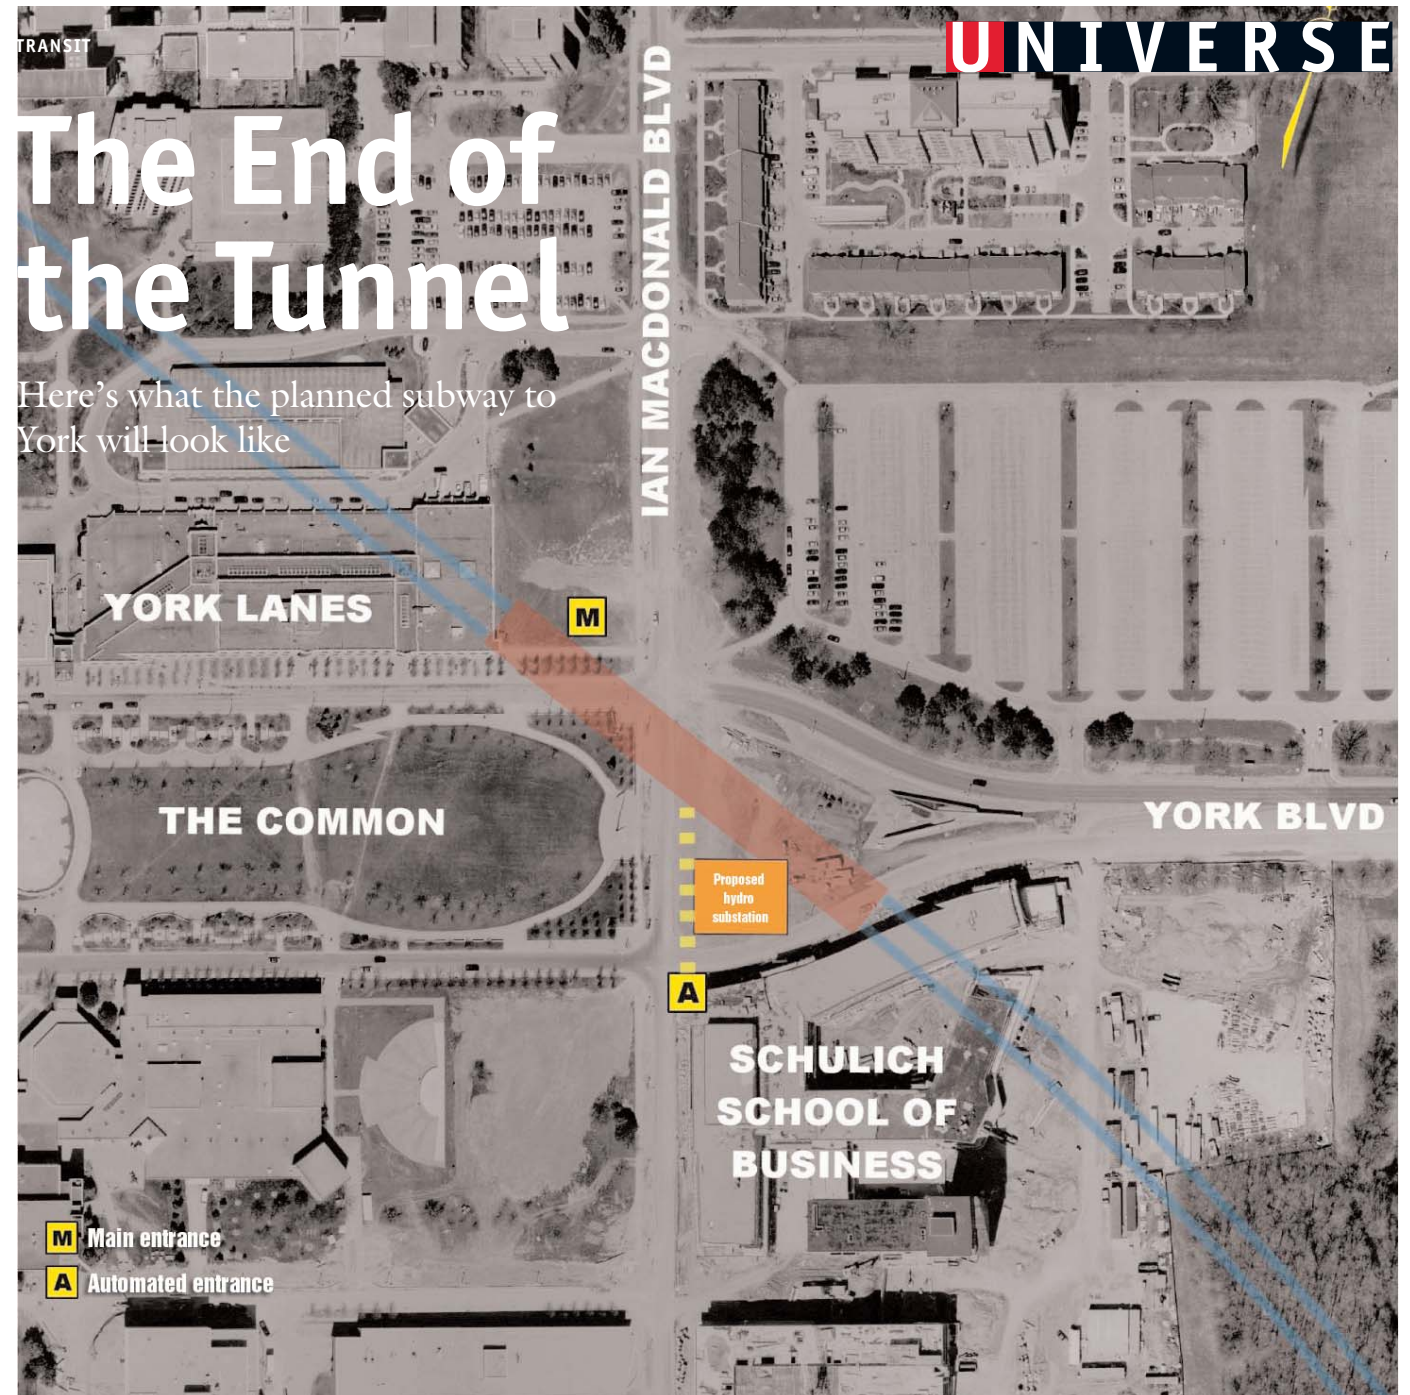 TRANSIT
UNIVERSE
The End of
the Tunnel
Here's what the planned subway to
York will look like
IAN MACDONALD BLVD
YORK LANES
M
THE COMMON
YORK BLVD
Proposed
hydro
substation
A
SCHULICH
SCHOOL OF
BUSINESS
M Main entrance
A Automated entrance